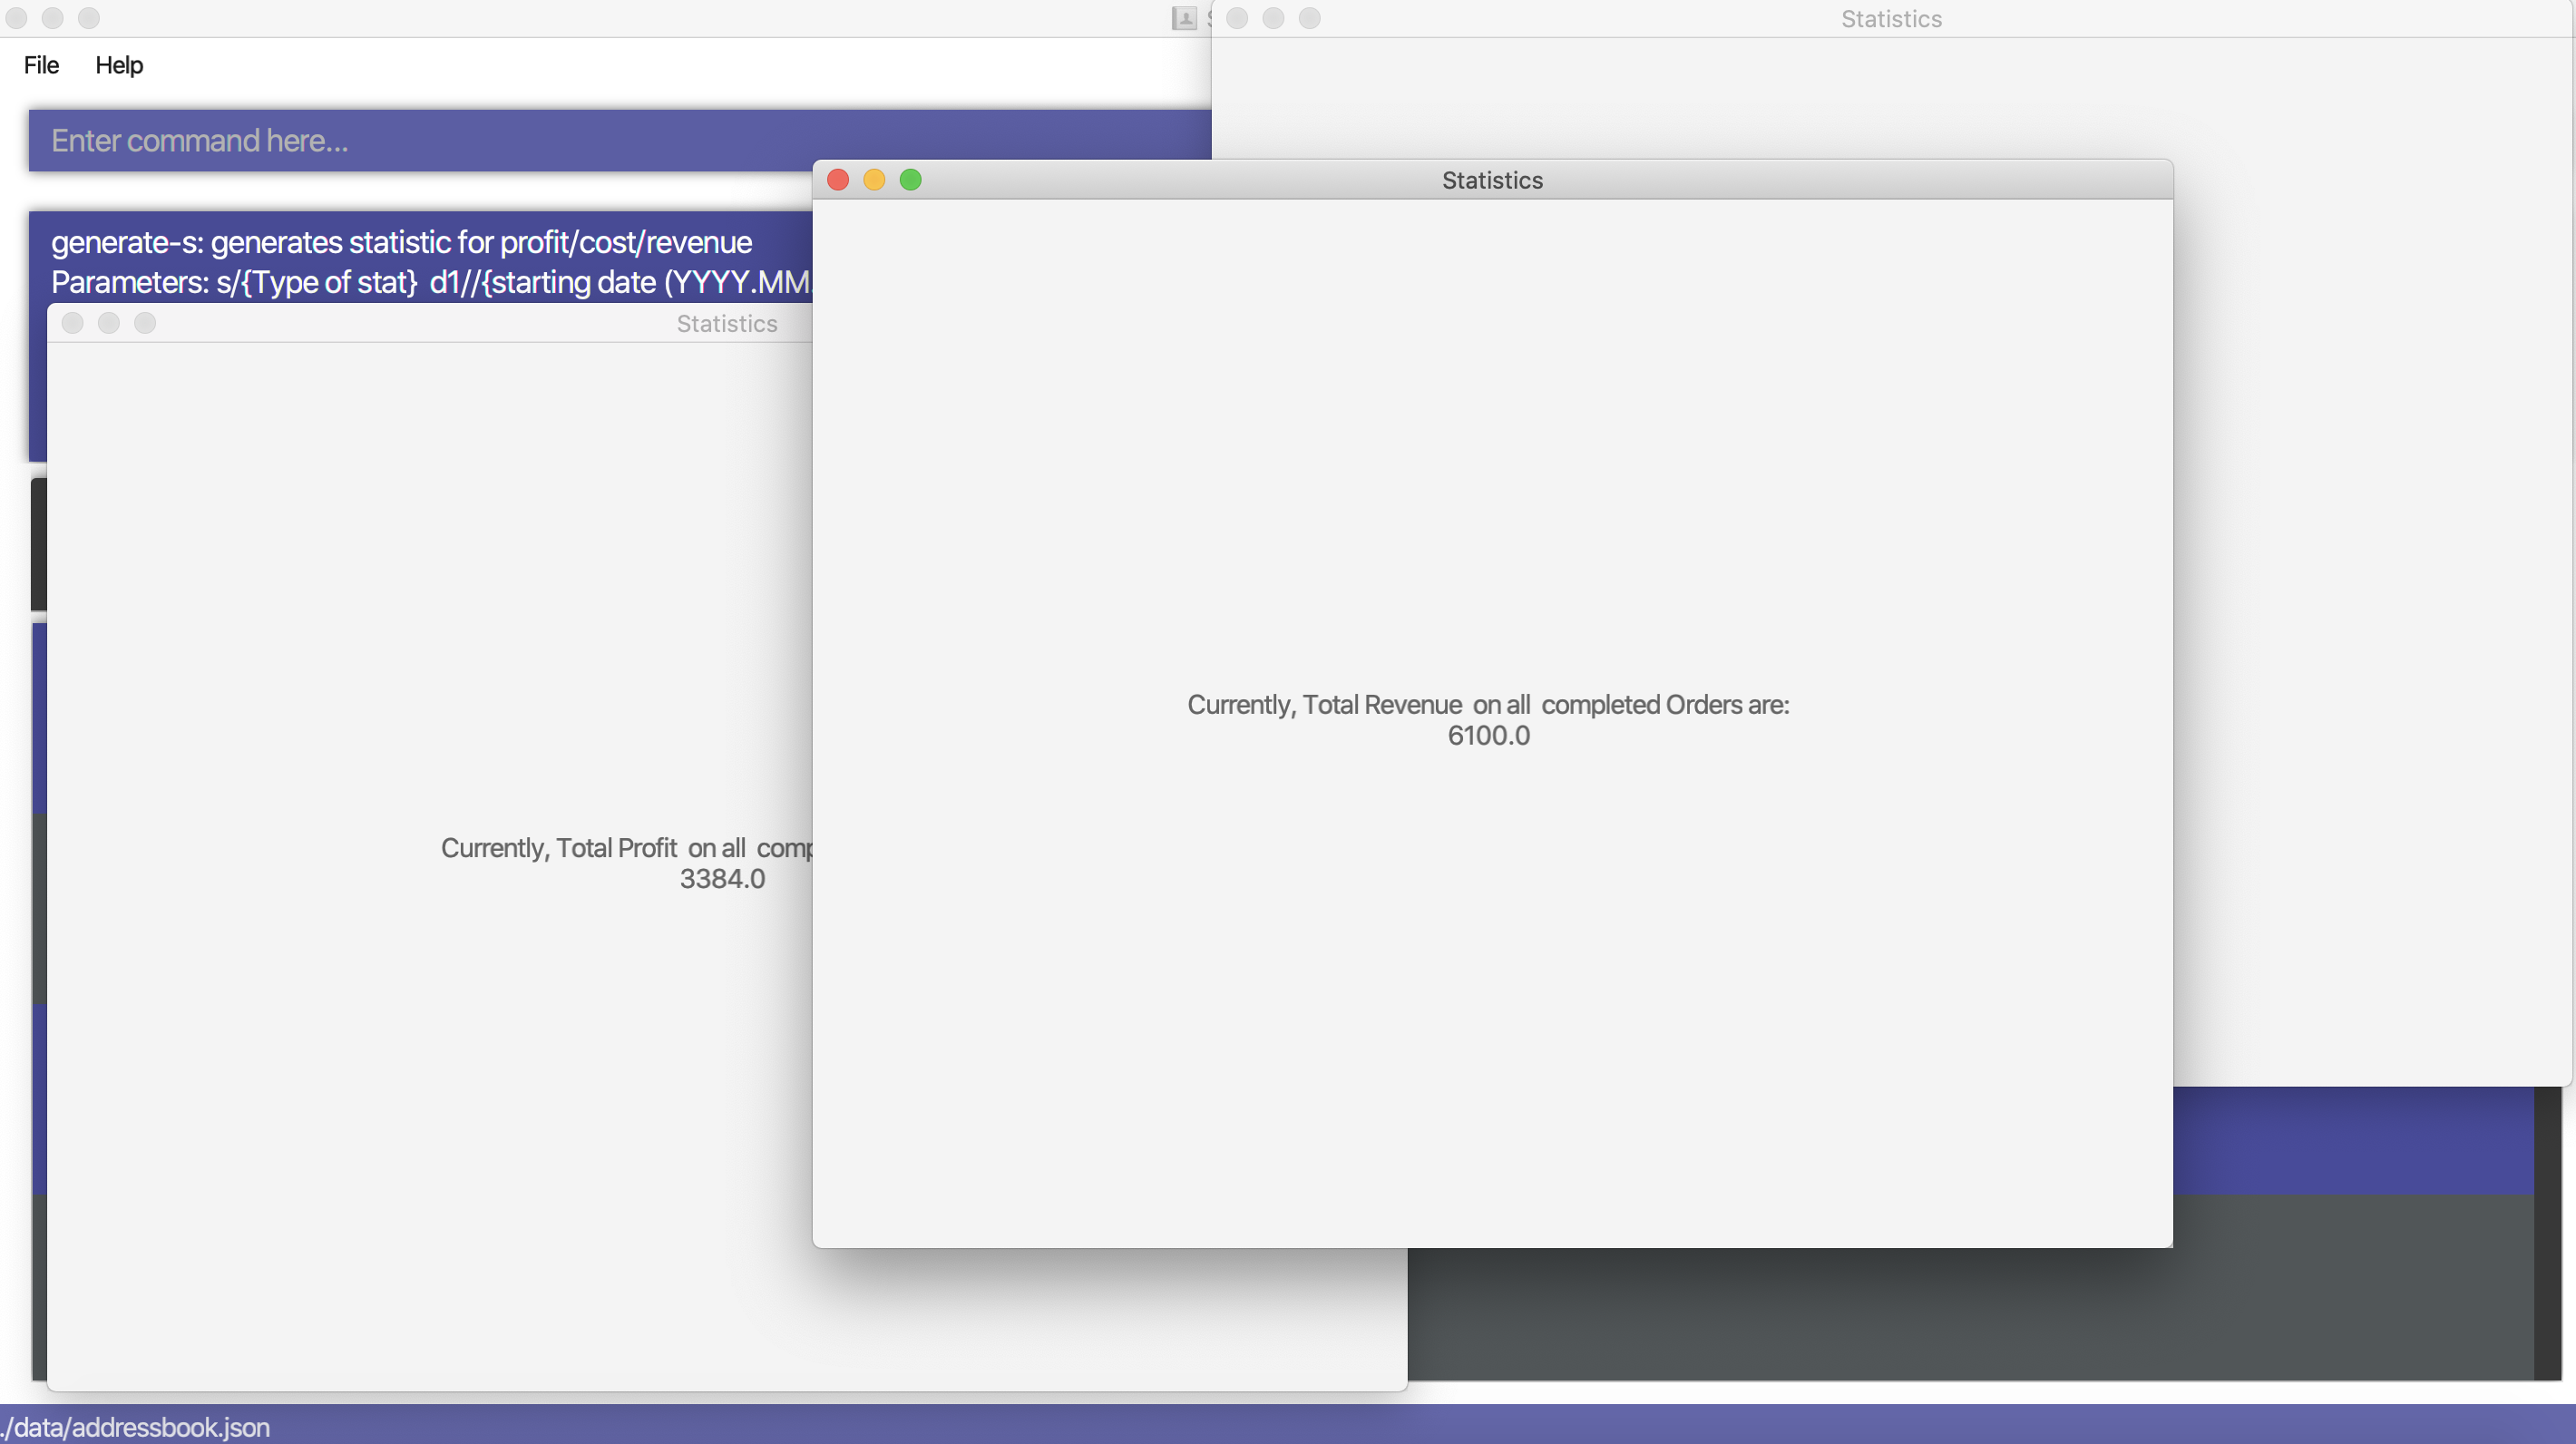 Statistics
File Help
Enter command here...
Statistics
generate-s: generates statistic for profit/cost/revenue
Parameters: s/{Type of stat} d1//{starting date (YYYY.MM.
Statistics
Currently, Total Revenue on all completed Orders are:
6100.0
Currently, Total Profit on all
3384.0
./data/addressbook.json